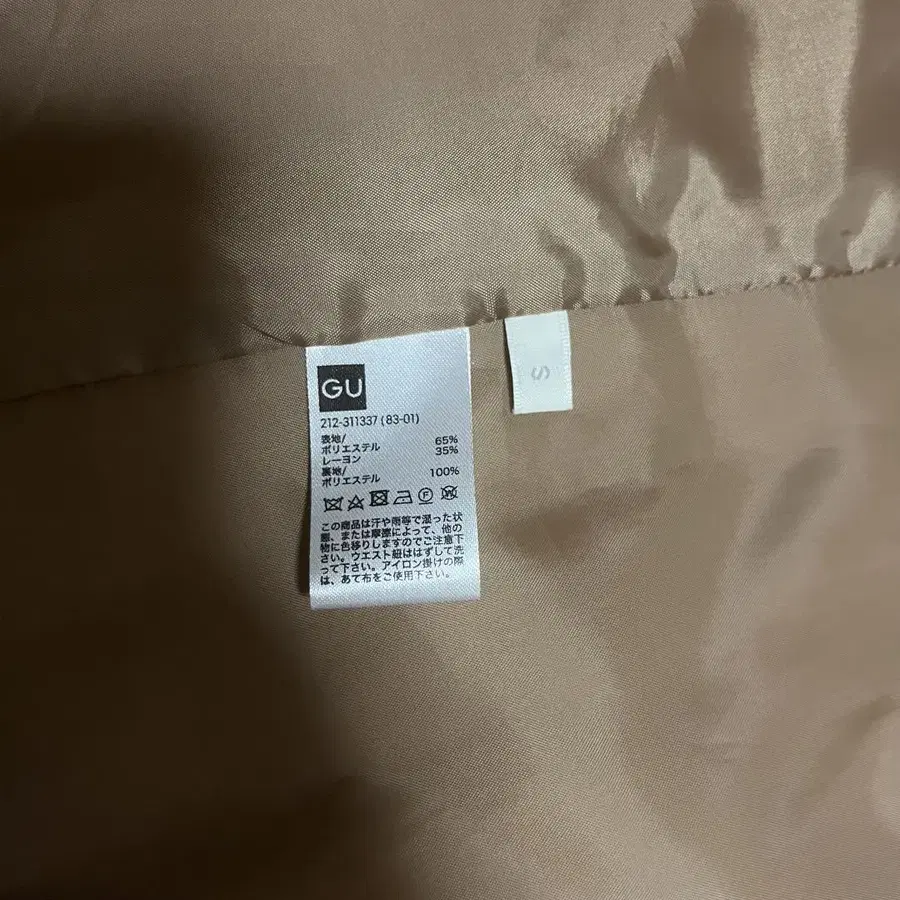 GU
212-311337 (83-01)
表地/
ポリエステル 65%
レーヨン 35%
裏地/
ポリエステル 100%
この商品は汗や雨等で湿った状
態、または摩擦によって、他の
物に色移りしますのでご注意下
さい。ウエスト紐ははずして洗
って下さい。アイロン掛けの際
は、あて布をご使用下さい。
S